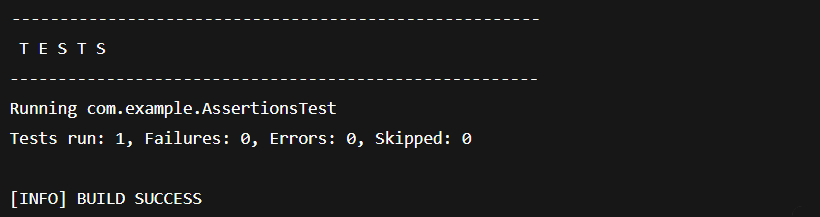 -------------------------------------------------------
T E S T S
-------------------------------------------------------
Running com.example.AssertionsTest
Tests run: 1, Failures: 0, Errors: 0, Skipped: 0
[INFO] BUILD SUCCESS